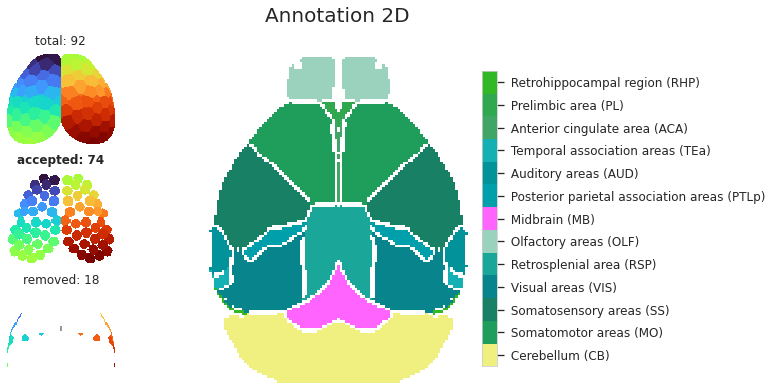 Annotation 2D
total: 92
accepted: 74
removed: 18
Retrohippocampal region (RHP)
Prelimbic area (PL)
Anterior cingulate area (ACA)
Temporal association areas (TEa)
Auditory areas (AUD)
Posterior parietal association areas (PTLp)
Midbrain (MB)
Olfactory areas (OLF)
Retrosplenial area (RSP)
Visual areas (VIS)
Somatosensory areas (SS)
Somatomotor areas (MO)
Cerebellum (CB)